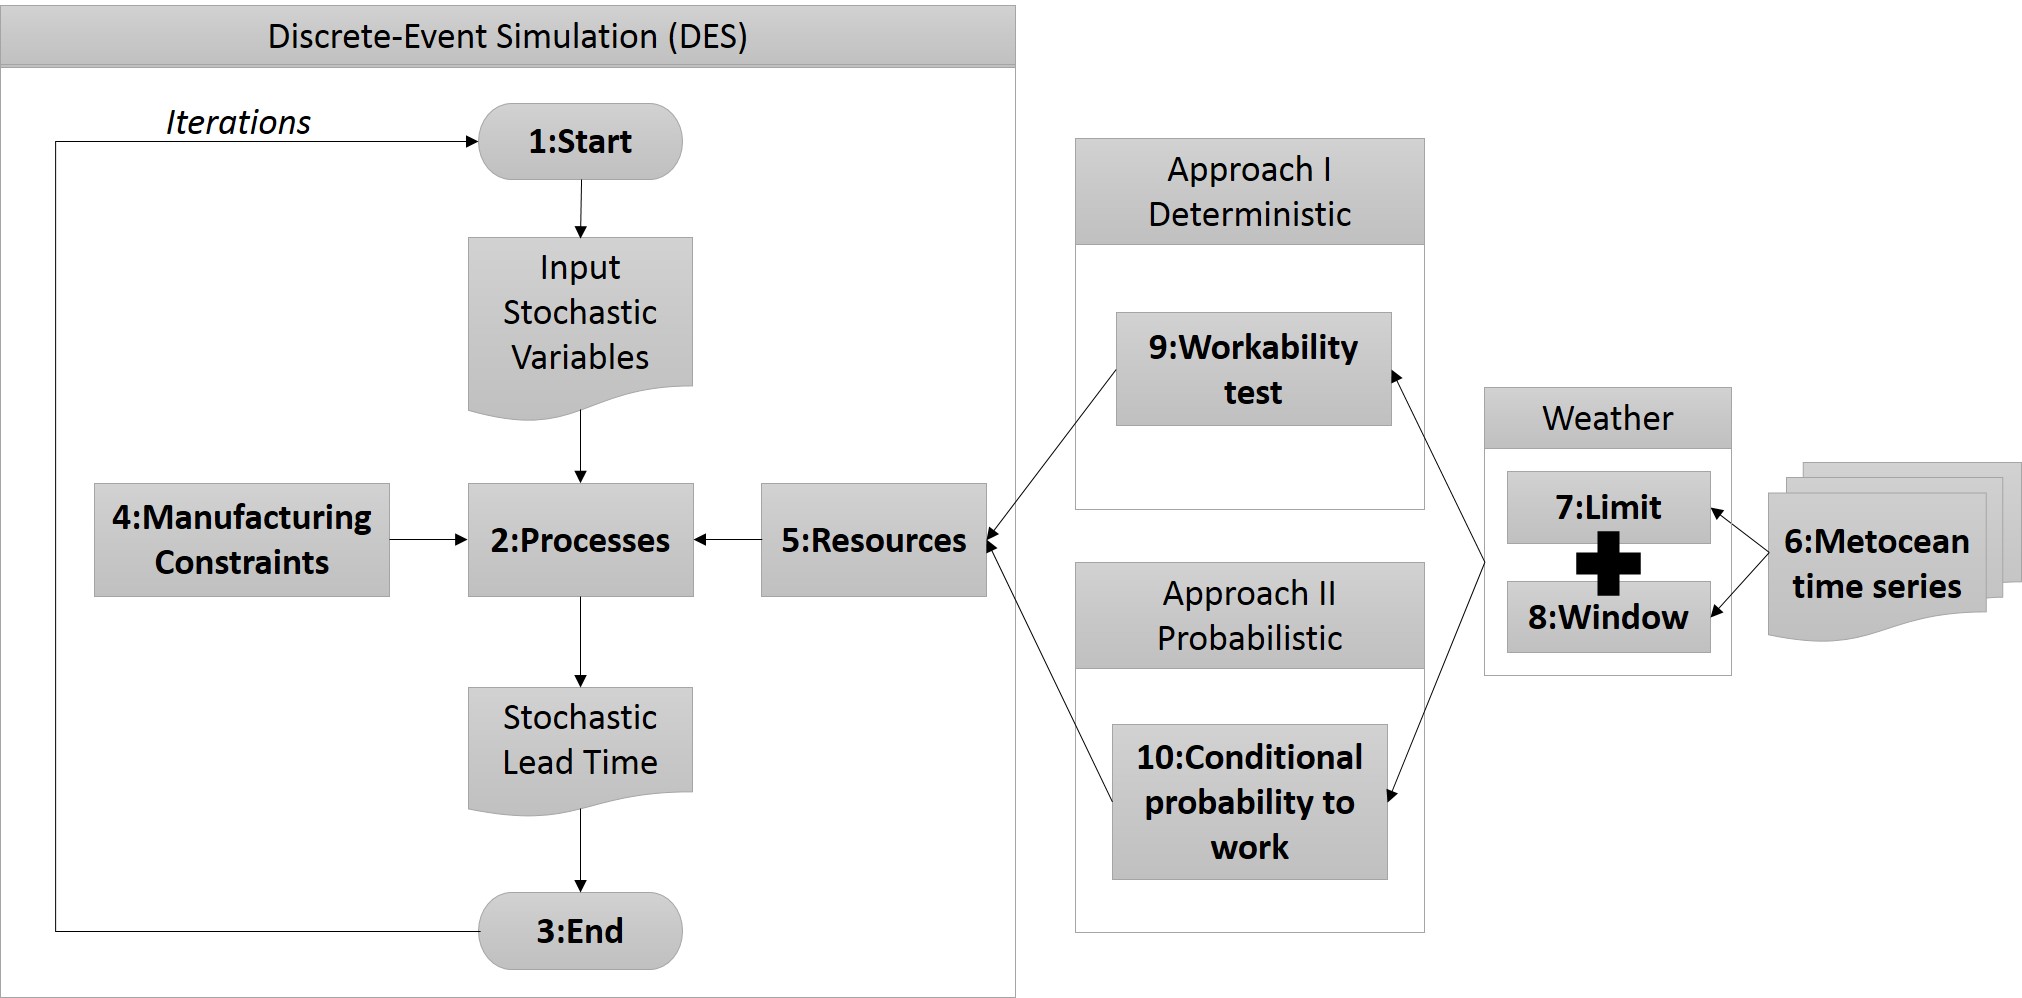 Discrete-Event Simulation (DES)
Iterations
1:Start
Input
Stochastic
Variables
4:Manufacturing
Constraints
2:Processes
5:Resources
Stochastic
Lead Time
3:End
Approach I
Deterministic
9:Workability
test
Approach II
Probabilistic
10:Conditional
probability to
work
Weather
7:Limit
8:Window
6:Metocean
time series